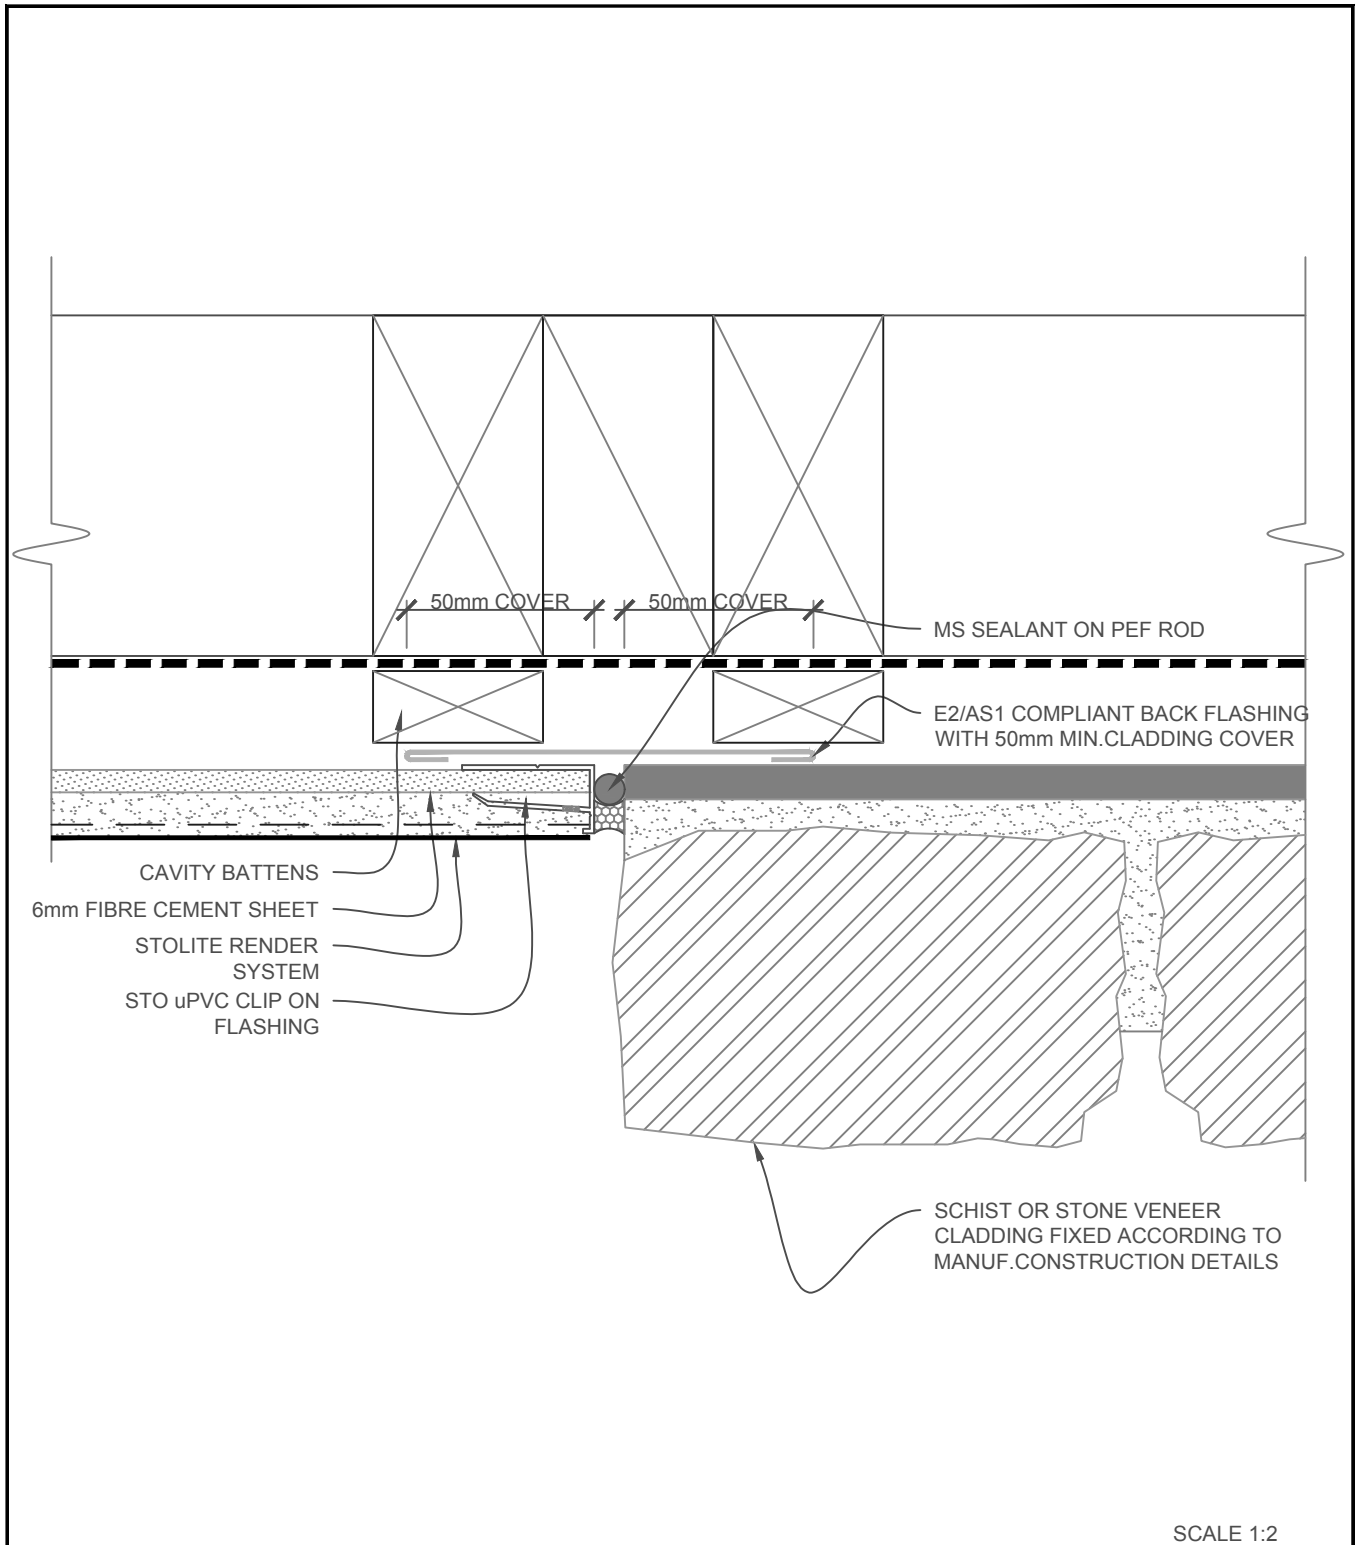 50mm COVER 50mm COVER
MS SEALANT ON PEF ROD
E2/AS1 COMPLIANT BACK FLASHING
WITH 50mm MIN.CLADDING COVER
CAVITY BATTENS
6mm FIBRE CEMENT SHEET
STOLITE RENDER
SYSTEM
STO uPVC CLIP ON
FLASHING
SCHIST OR STONE VENEER
CLADDING FIXED ACCORDING TO
MANUF.CONSTRUCTION DETAILS
SCALE 1:2